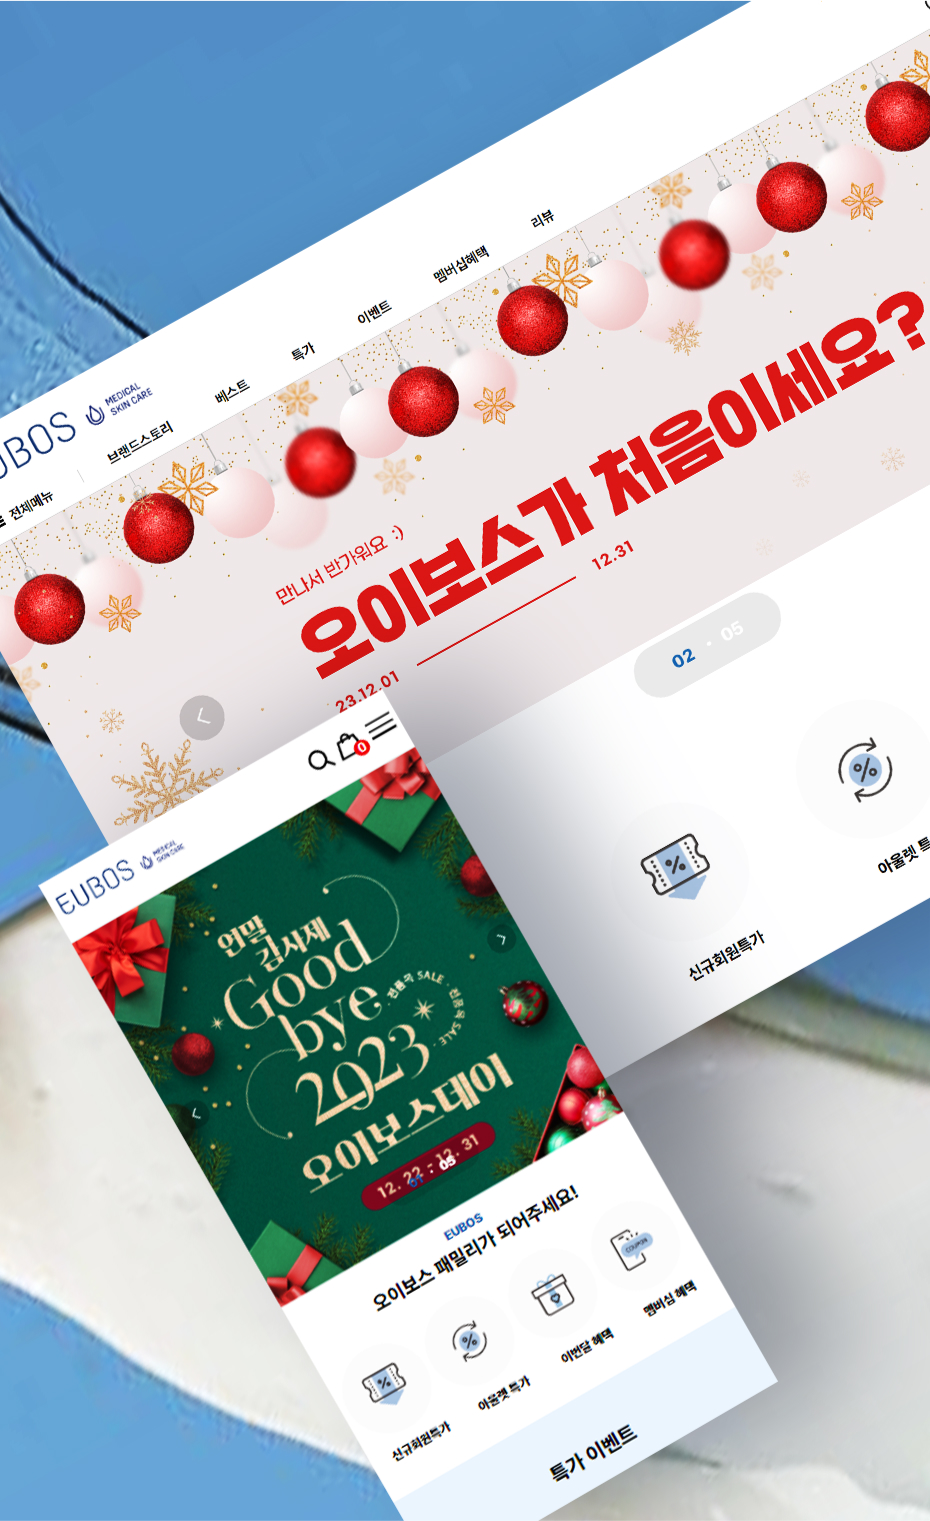 EUBOS
MEDICAL
SKIN CARE
전체메뉴
브랜드스토리
베스트
특가
이벤트
멤버십혜택
리뷰
만나서 반가워요 :)
오이보스가 처음이세요?
23.12.01
12.31
02 · 05
신규회원특가
아울렛 특
EUBOS
MEDICAL
SKIN CARE
0
연말
감사제
Good
bye
2023
· 전품목 SALE · 전품목 SALE ·
오이보스데이
12. 22 - 12. 31
01 : 05
EUBOS
오이보스 패밀리가 되어주세요!
COUPON
신규회원특가
아울렛 특가
이번달 혜택
멤버십 혜택
특가 이벤트